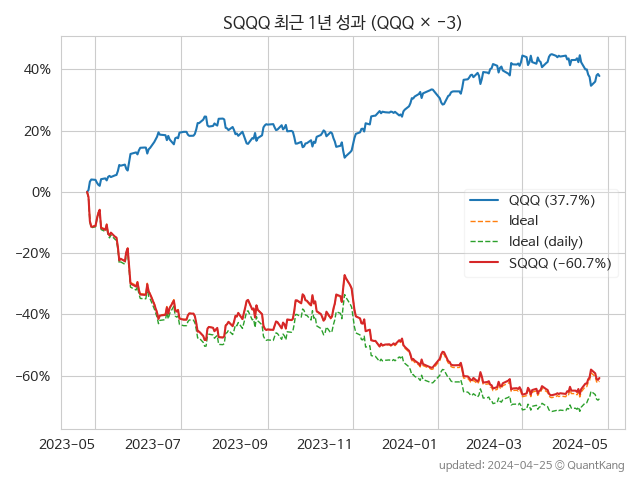 SQQQ 최근 1년 성과 (QQQ × −3)
40%
20%
0%
−20%
−40%
−60%
QQQ (37.7%)
Ideal
Ideal (daily)
SQQQ (−60.7%)
2023-05
2023-07
2023-09
2023-11
2024-01
2024-03
2024-05
updated: 2024-04-25 © QuantKang